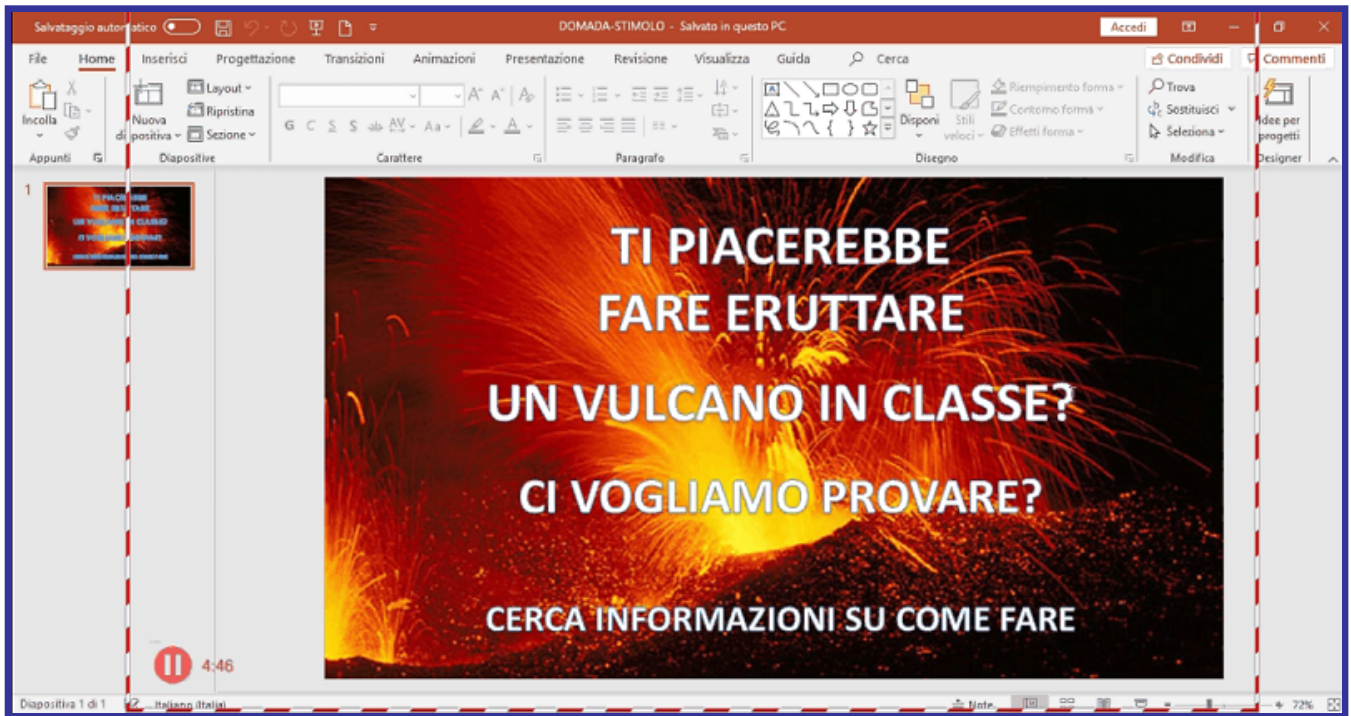 Salvataggio automatico
DOMADA-STIMOLO - Salvato in questo PC
Accedi
File Home Inserisci Progettazione Transizioni Animazioni Presentazione Revisione Visualizza Guida Cerca
Condividi Commenti
Incolla
Appunti
Nuova
diapositiva
Layout
Ripristina
Sezione
Diapositive
G C S S ab AV Aa A
Carattere
Paragrafo
Disponi
Stili
veloci
Riempimento forma
Contorno forma
Effetti forma
Disegno
Trova
Sostituisci
Seleziona
Modifica
Idee per
progetti
Designer
1
TI PIACEREBBE
FARE ERUTTARE
UN VULCANO IN CLASSE?
CI VOGLIAMO PROVARE?
CERCA INFORMAZIONI SU COME FARE
4:46
Diapositiva 1 di 1
Italiano (Italia)
Note
72%